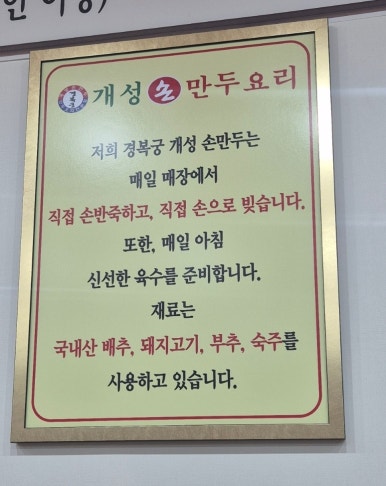 인 이상)
개성 손 만두요리
저희 경복궁 개성 손만두는
매일 매장에서
직접 손반죽하고, 직접 손으로 빚습니다.
또한, 매일 아침
신선한 육수를 준비합니다.
재료는
국내산 배추, 돼지고기, 부추, 숙주를
사용하고 있습니다.